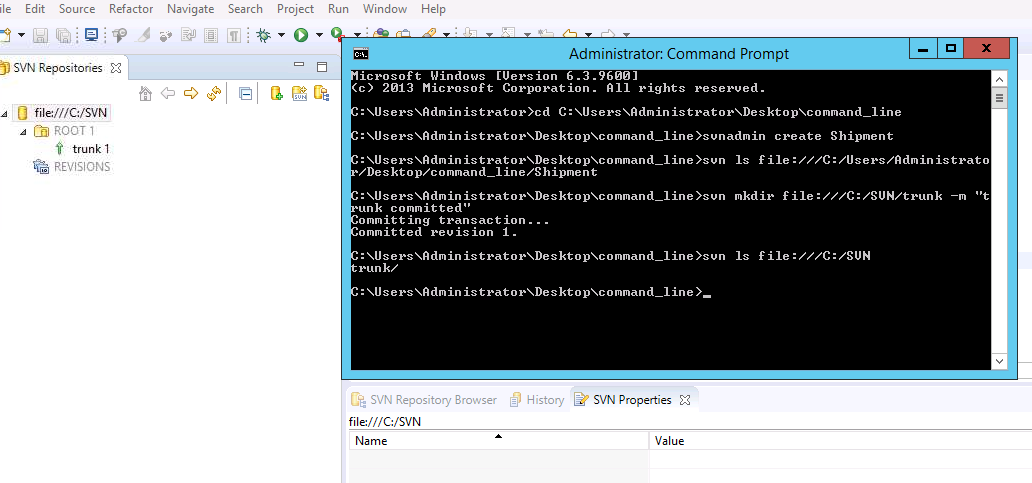 ile Edit Source Refactor Navigate Search Project Run Window Help
SVN Repositories
file:///C:/SVN
ROOT 1
trunk 1
REVISIONS
Administrator: Command Prompt
Microsoft Windows [Version 6.3.9600]
(c) 2013 Microsoft Corporation. All rights reserved.
C:\Users\Administrator>cd C:\Users\Administrator\Desktop\command_line
C:\Users\Administrator\Desktop\command_line>svnadmin create Shipment
C:\Users\Administrator\Desktop\command_line>svn ls file:///C:/Users/Administrato
r/Desktop/command_line/Shipment
C:\Users\Administrator\Desktop\command_line>svn mkdir file:///C:/SVN/trunk -m "t
runk committed"
Committing transaction...
Committed revision 1.
C:\Users\Administrator\Desktop\command_line>svn ls file:///C:/SVN
trunk/
C:\Users\Administrator\Desktop\command_line>_
SVN Repository Browser History SVN Properties
file:///C:/SVN
Name Value